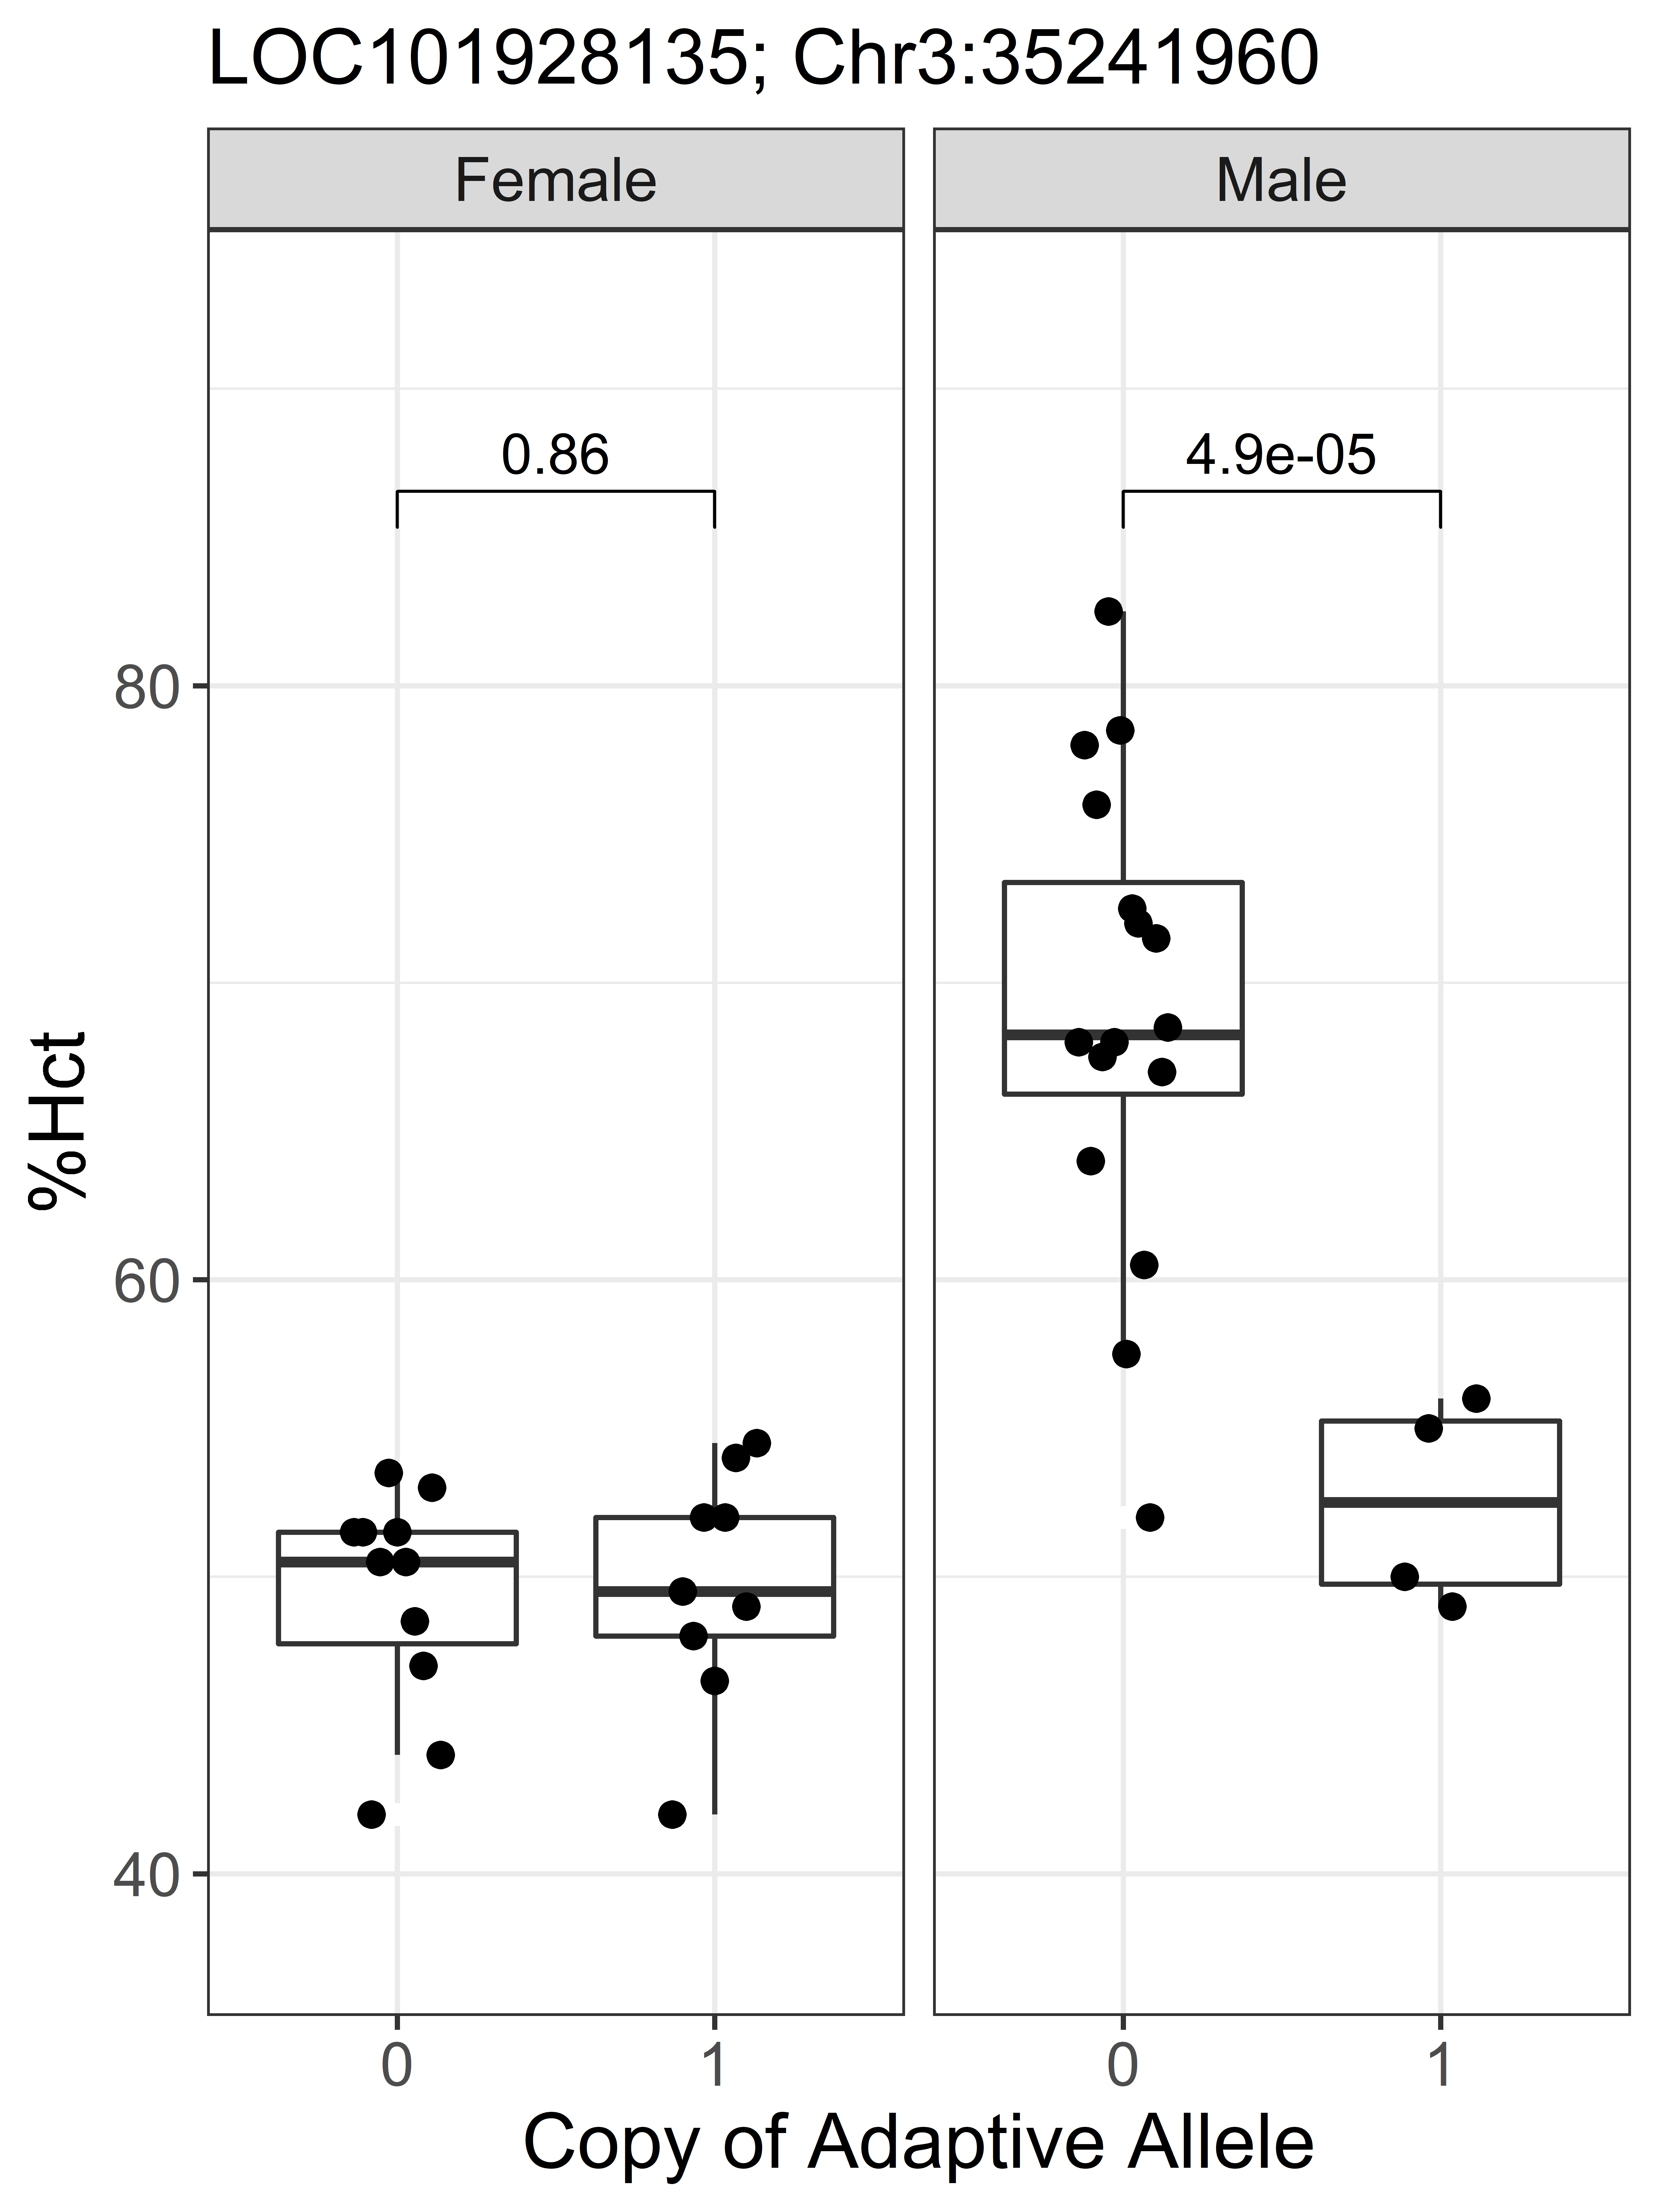 LOC101928135; Chr3:35241960
Female
Male
0.86
4.9e-05
80
60
40
%Hct
0
1
0
1
Copy of Adaptive Allele